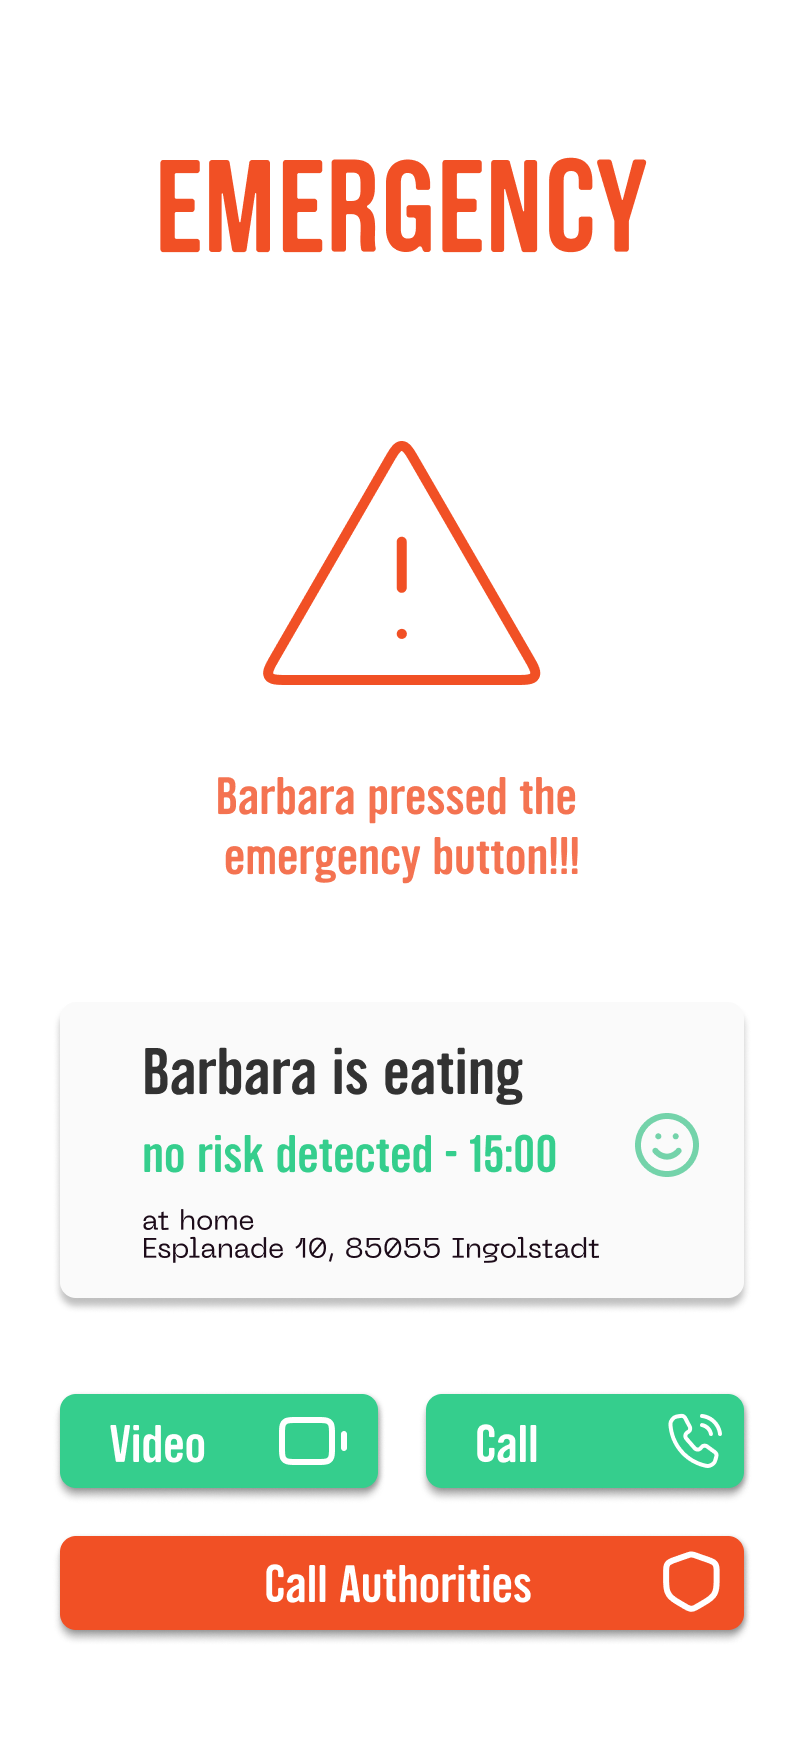 EMERGENCY
Barbara pressed the
emergency button!!!
Barbara is eating
no risk detected - 15:00
at home
Esplanade 10, 85055 Ingolstadt
Video
Call
Call Authorities